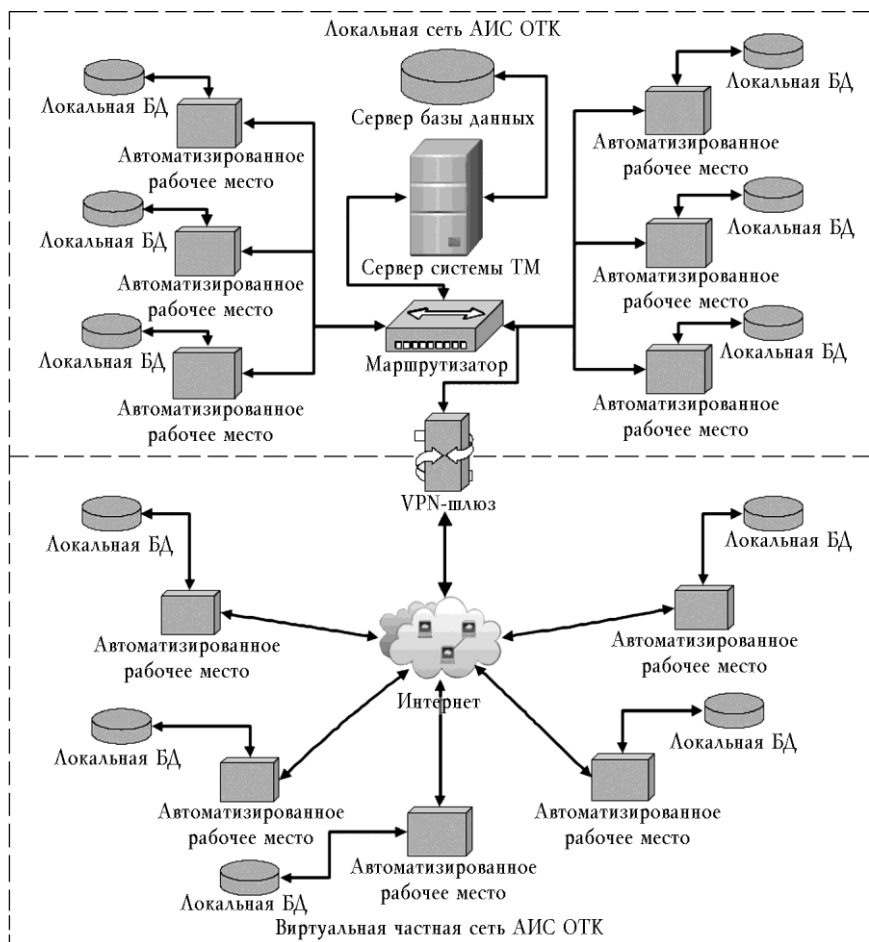 Локальная сеть АИС ОТК
Локальная БД
Автоматизированное
рабочее место
Локальная БД
Автоматизированное
рабочее место
Локальная БД
Автоматизированное
рабочее место
Сервер базы данных
Сервер системы ТМ
Маршрутизатор
Локальная БД
Автоматизированное
рабочее место
Локальная БД
Автоматизированное
рабочее место
Локальная БД
Автоматизированное
рабочее место
VPN-шлюз
Локальная БД
Автоматизированное
рабочее место
Локальная БД
Автоматизированное
рабочее место
Интернет
Локальная БД
Автоматизированное
рабочее место
Локальная БД
Автоматизированное
рабочее место
Автоматизированное
рабочее место
Локальная БД
Виртуальная частная сеть АИС ОТК